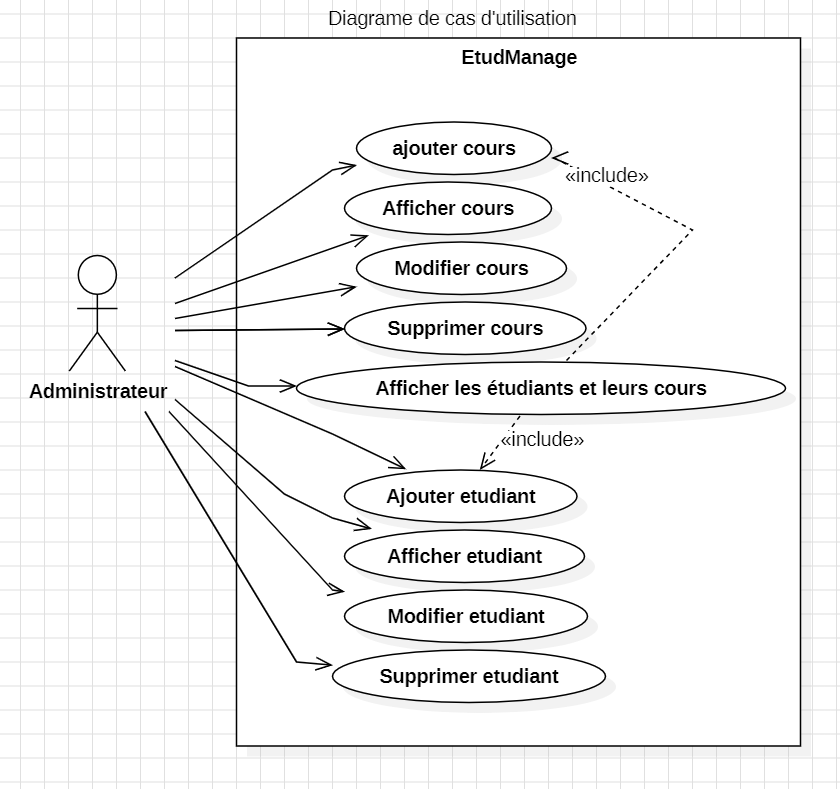 Diagrame de cas d'utilisation
EtudManage
ajouter cours
«include»
Afficher cours
Modifier cours
Supprimer cours
Afficher les étudiants et leurs cours
Administrateur
«include»
Ajouter etudiant
Afficher etudiant
Modifier etudiant
Supprimer etudiant